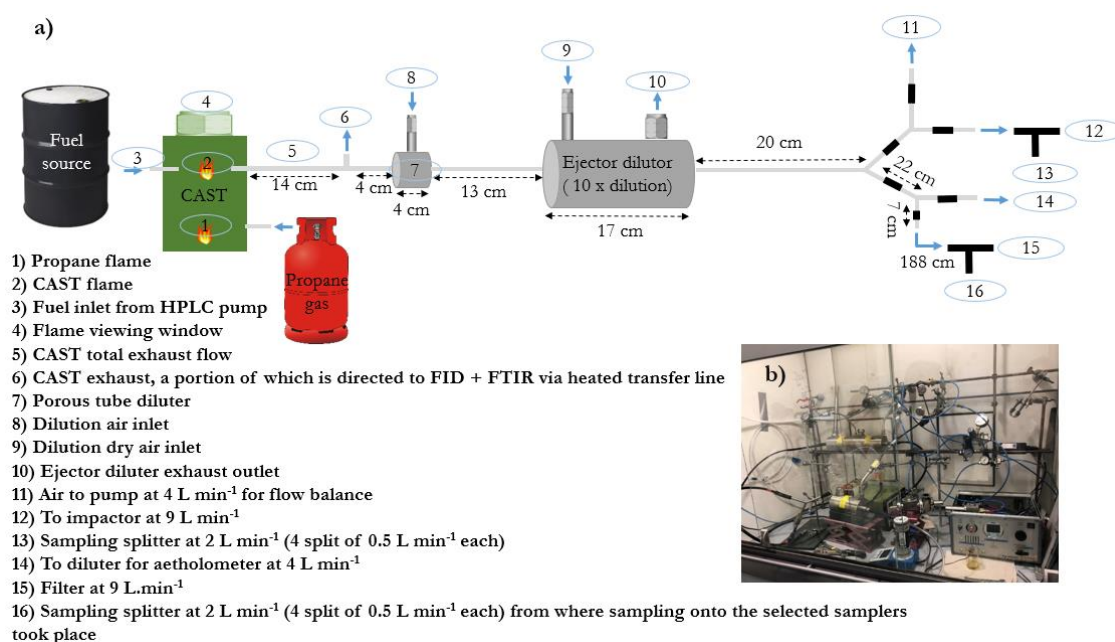 a)
Fuel
source
3
4
2
CAST
1
Propane
gas
5
14 cm
6
4 cm
8
7
4 cm
13 cm
9
10
Ejector dilutor
( 10 x dilution)
17 cm
20 cm
11
12
13
22 cm
14
7 cm
188 cm
15
16
1) Propane flame
2) CAST flame
3) Fuel inlet from HPLC pump
4) Flame viewing window
5) CAST total exhaust flow
6) CAST exhaust, a portion of which is directed to FID + FTIR via heated transfer line
7) Porous tube diluter
8) Dilution air inlet
9) Dilution dry air inlet
10) Ejector diluter exhaust outlet
11) Air to pump at 4 L min⁻¹ for flow balance
12) To impactor at 9 L min⁻¹
13) Sampling splitter at 2 L min⁻¹ (4 split of 0.5 L min⁻¹ each)
14) To diluter for aetholometer at 4 L min⁻¹
15) Filter at 9 L.min⁻¹
16) Sampling splitter at 2 L min⁻¹ (4 split of 0.5 L min⁻¹ each) from where sampling onto the selected samplers
took place
b)